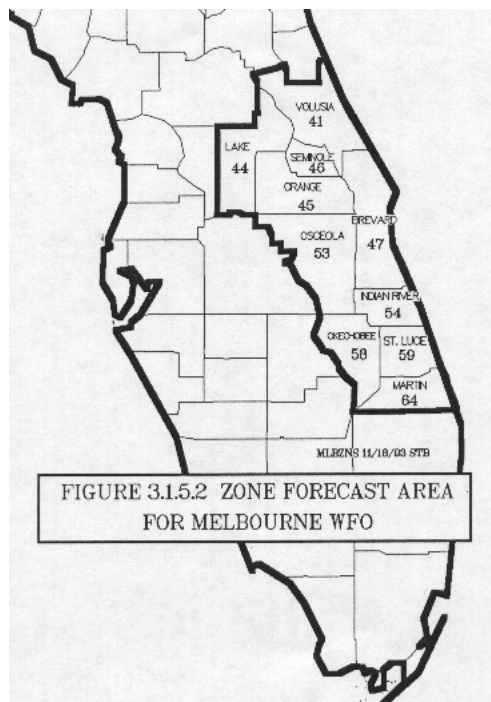 VOLUSIA
41
LAKE
44
SEMINOLE
46
ORANGE
45
BREVARD
47
OSCEOLA
53
INDIAN RIVER
54
OKECHOBEE
58
ST. LUCIE
59
MARTIN
64
MLBZNS 11/18/93 STB
FIGURE 3.1.5.2 ZONE FORECAST AREA
FOR MELBOURNE WFO